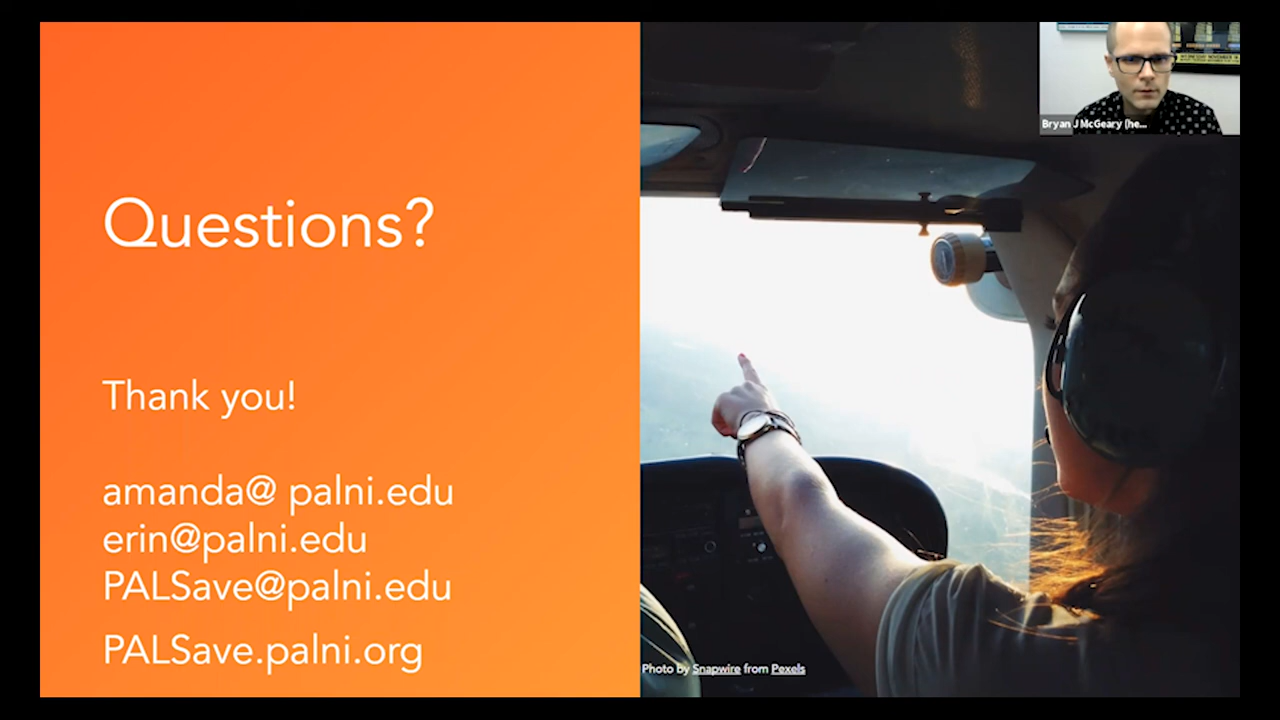 Questions?
Thank you!
amanda@ palni.edu
erin@palni.edu
PALSave@palni.edu
PALSave.palni.org
Bryan J McGeary (he...
Photo by Snapwire from Pexels